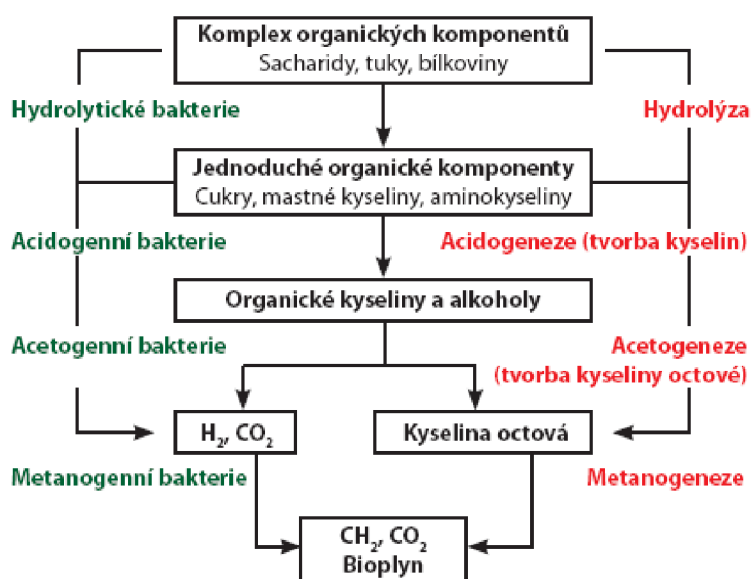 Komplex organických komponentů
Sacharidy, tuky, bílkoviny
Hydrolytické bakterie
Hydrolýza
Jednoduché organické komponenty
Cukry, mastné kyseliny, aminokyseliny
Acidogenní bakterie
Acidogeneze (tvorba kyselin)
Organické kyseliny a alkoholy
Acetogenní bakterie
Acetogeneze
(tvorba kyseliny octové)
H₂, CO₂
Kyselina octová
Metanogenní bakterie
Metanogeneze
CH₂, CO₂
Bioplyn